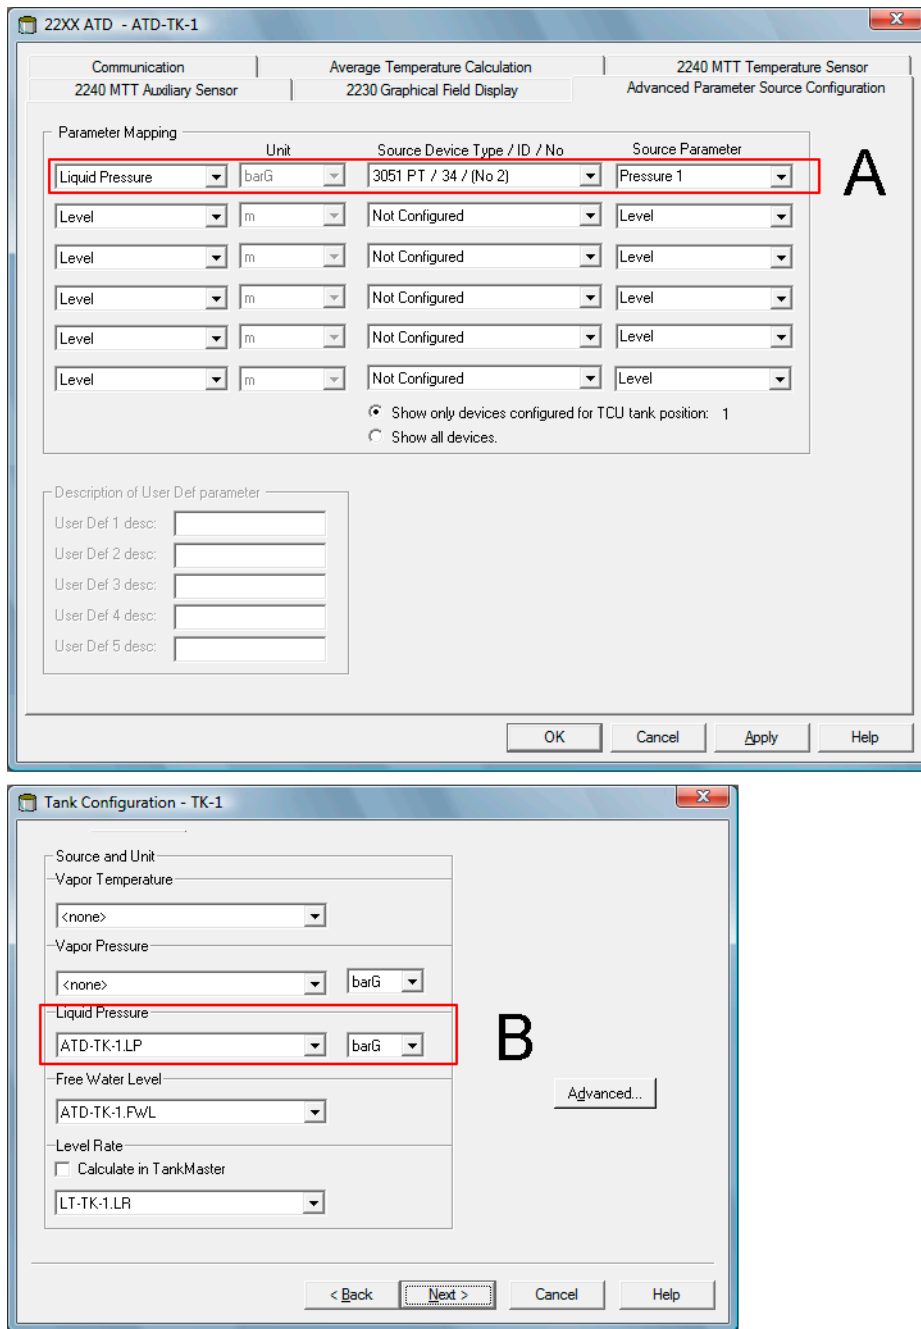 22XX ATD - ATD-TK-1
Communication
Average Temperature Calculation
2240 MTT Temperature Sensor
2240 MTT Auxiliary Sensor
2230 Graphical Field Display
Advanced Parameter Source Configuration
Parameter Mapping
Unit
Source Device Type / ID / No
Source Parameter
Liquid Pressure barG 3051 PT / 34 / (No 2) Pressure 1
A
Level m Not Configured Level
Level m Not Configured Level
Level m Not Configured Level
Level m Not Configured Level
Level m Not Configured Level
Show only devices configured for TCU tank position: 1
Show all devices.
Description of User Def parameter
User Def 1 desc:
User Def 2 desc:
User Def 3 desc:
User Def 4 desc:
User Def 5 desc:
OK Cancel Apply Help
Tank Configuration - TK-1
Source and Unit
Vapor Temperature
<none>
Vapor Pressure
<none> barG
Liquid Pressure
ATD-TK-1.LP barG
B
Free Water Level
ATD-TK-1.FWL
Advanced...
Level Rate
Calculate in TankMaster
LT-TK-1.LR
< Back Next > Cancel Help